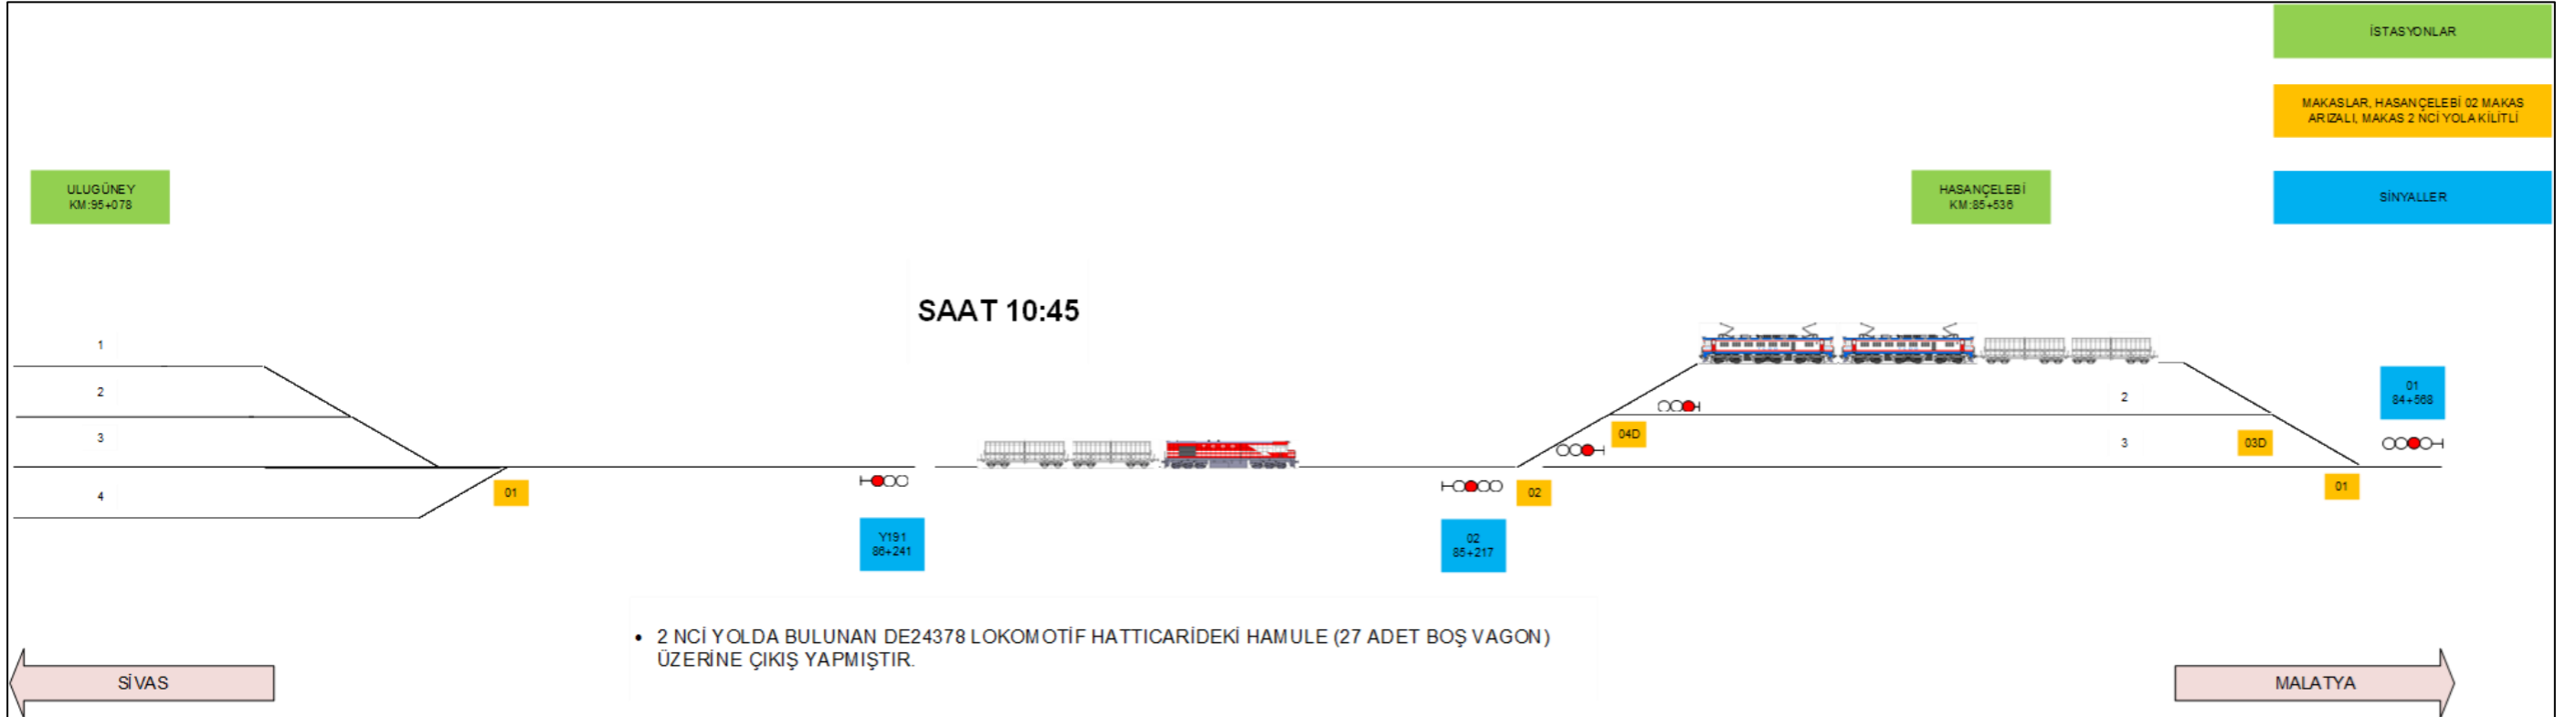 İSTASYONLAR
MAKASLAR, HASANÇELEBİ 02 MAKAS
ARIZALI, MAKAS 2 NCİ YOLA KİLİTLİ
ULUGÜNEY
KM:95+078
HASANÇELEBİ
KM:85+536
SİNYALLER
SAAT 10:45
1
2
3
4
01
Y191
86+241
02
85+217
02
04D
2
3
03D
01
84+568
01
• 2 NCİ YOLDA BULUNAN DE24378 LOKOMOTİF HATTICARİDEKİ HAMULE (27 ADET BOŞ VAGON)
ÜZERİNE ÇIKIŞ YAPMIŞTIR.
SİVAS
MALATYA